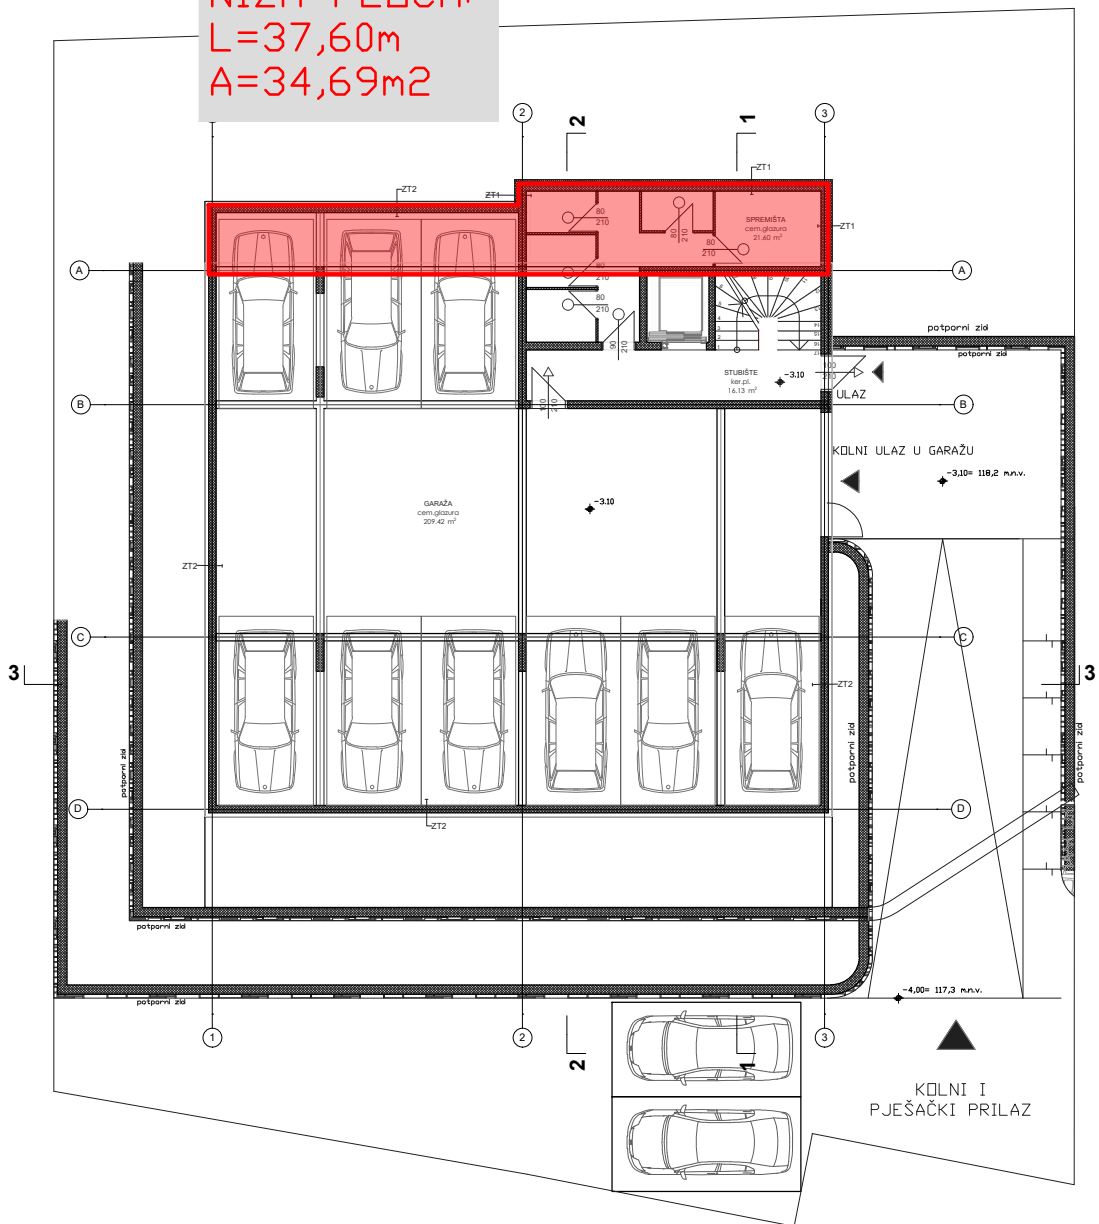 L=37,60m
A=34,69m2
2
3
2
1
ZT1
ZT2
ZT1
80
210
80
210
SPREMIŠTA
cem.glazura
21.60 m²
ZT1
80
210
A
A
80
210
80
210
90
210
potporni zid
potporni zid
STUBIŠTE
ker.pl.
16.13 m²
-3.10
100
210
ULAZ
100
210
B
B
KOLNI ULAZ U GARAŽU
-3,10= 118,2 m.n.v.
GARAŽA
cem.glazura
209.42 m²
-3.10
ZT2
C
C
3
3
ZT2
potporni zid
potporni zid
potporni zid
D
D
ZT2
potporni zid
potporni zid
-4,00= 117,3 m.n.v.
1
2
3
2
1
KOLNI I
PJEŠAČKI PRILAZ